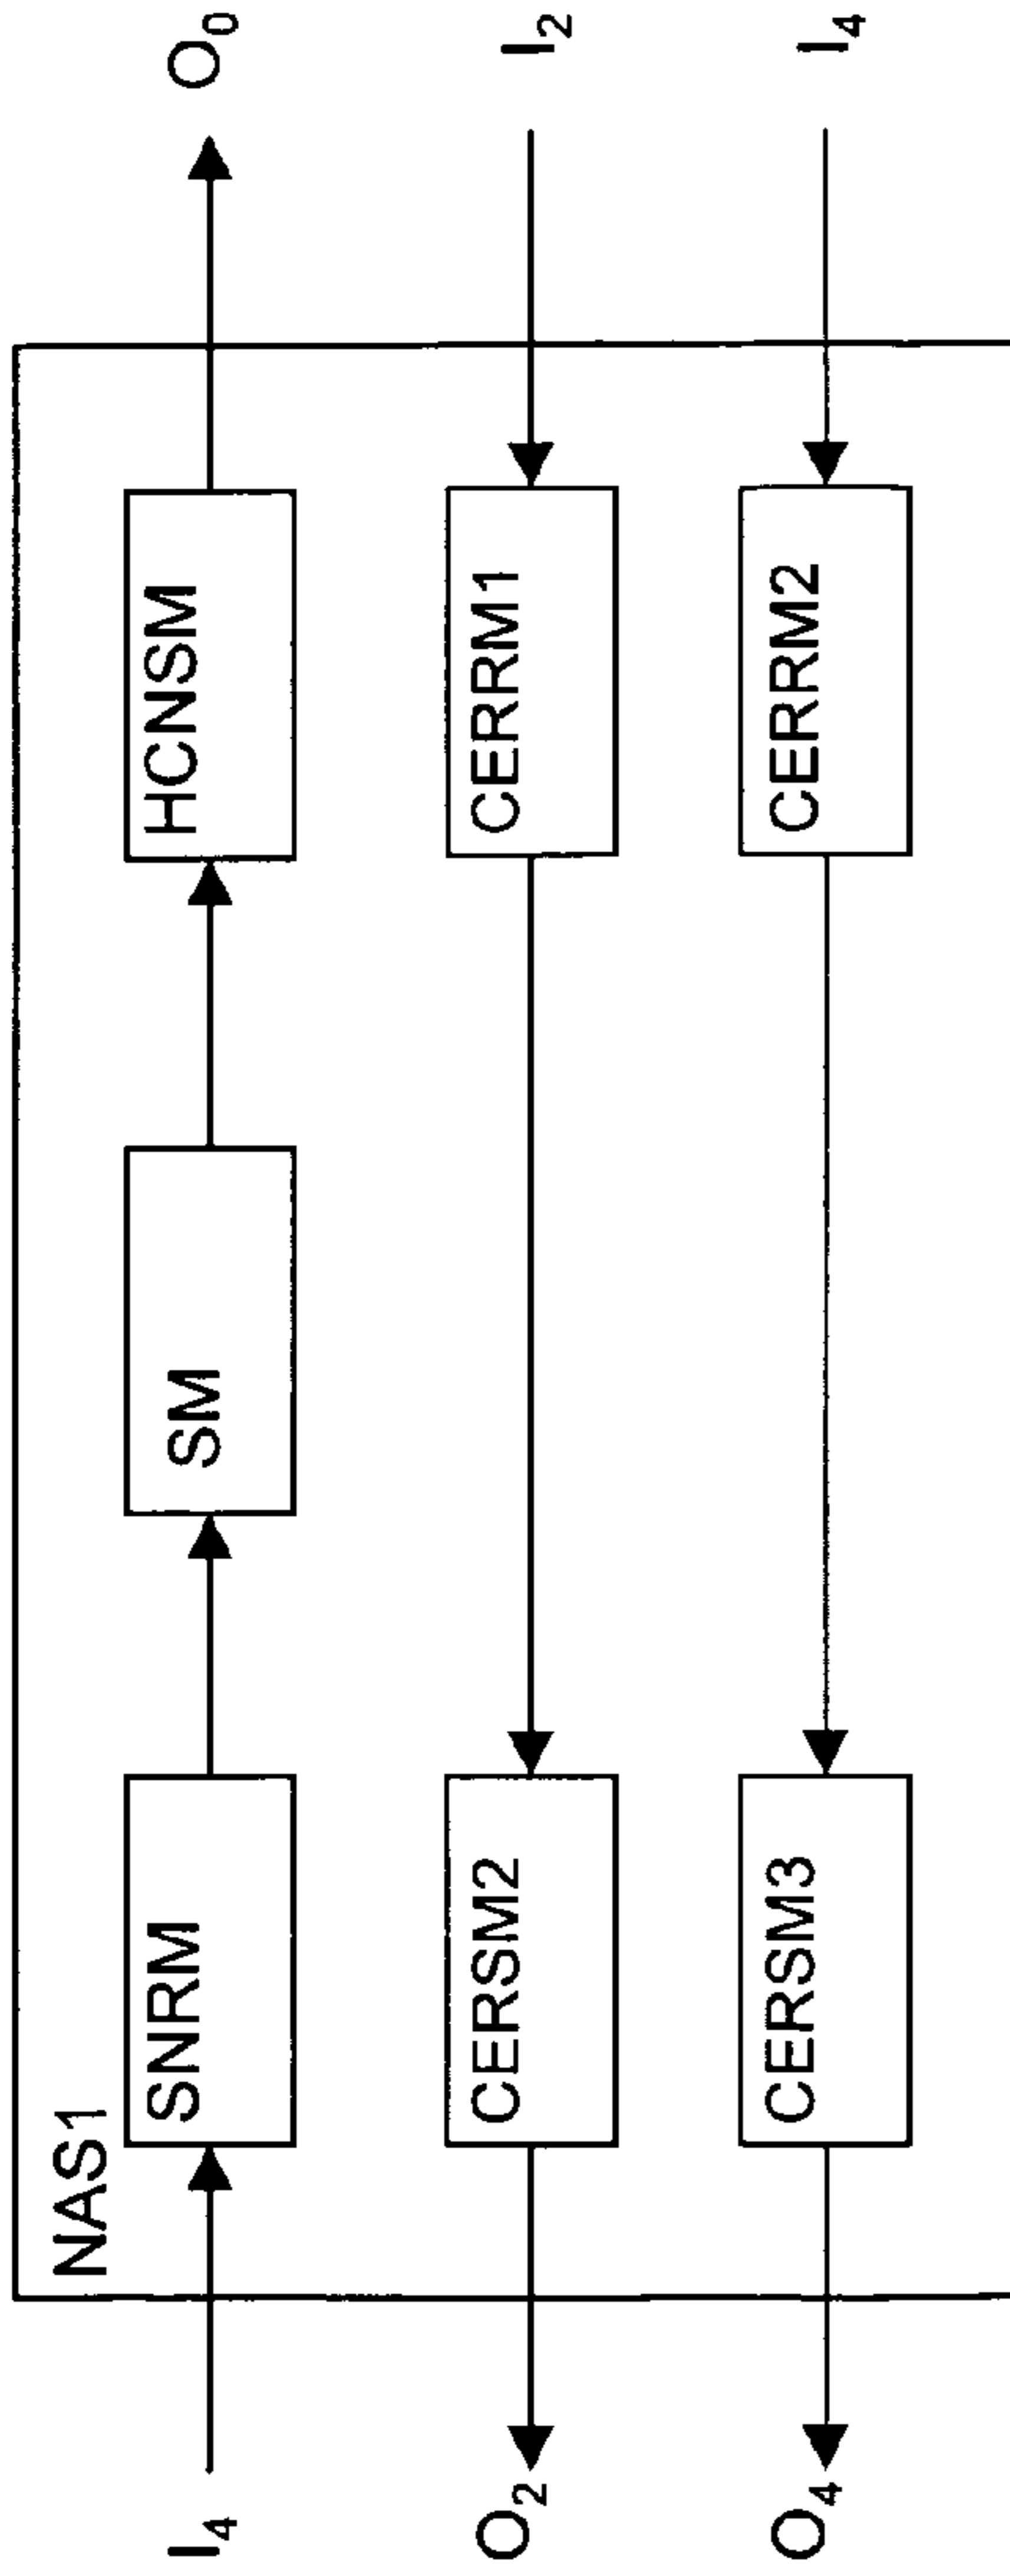 NAS1
I4 SNRM SM HCNSM O0
O2 CERSM2 CERRM1 I2
O4 CERSM3 CERRM2 I4